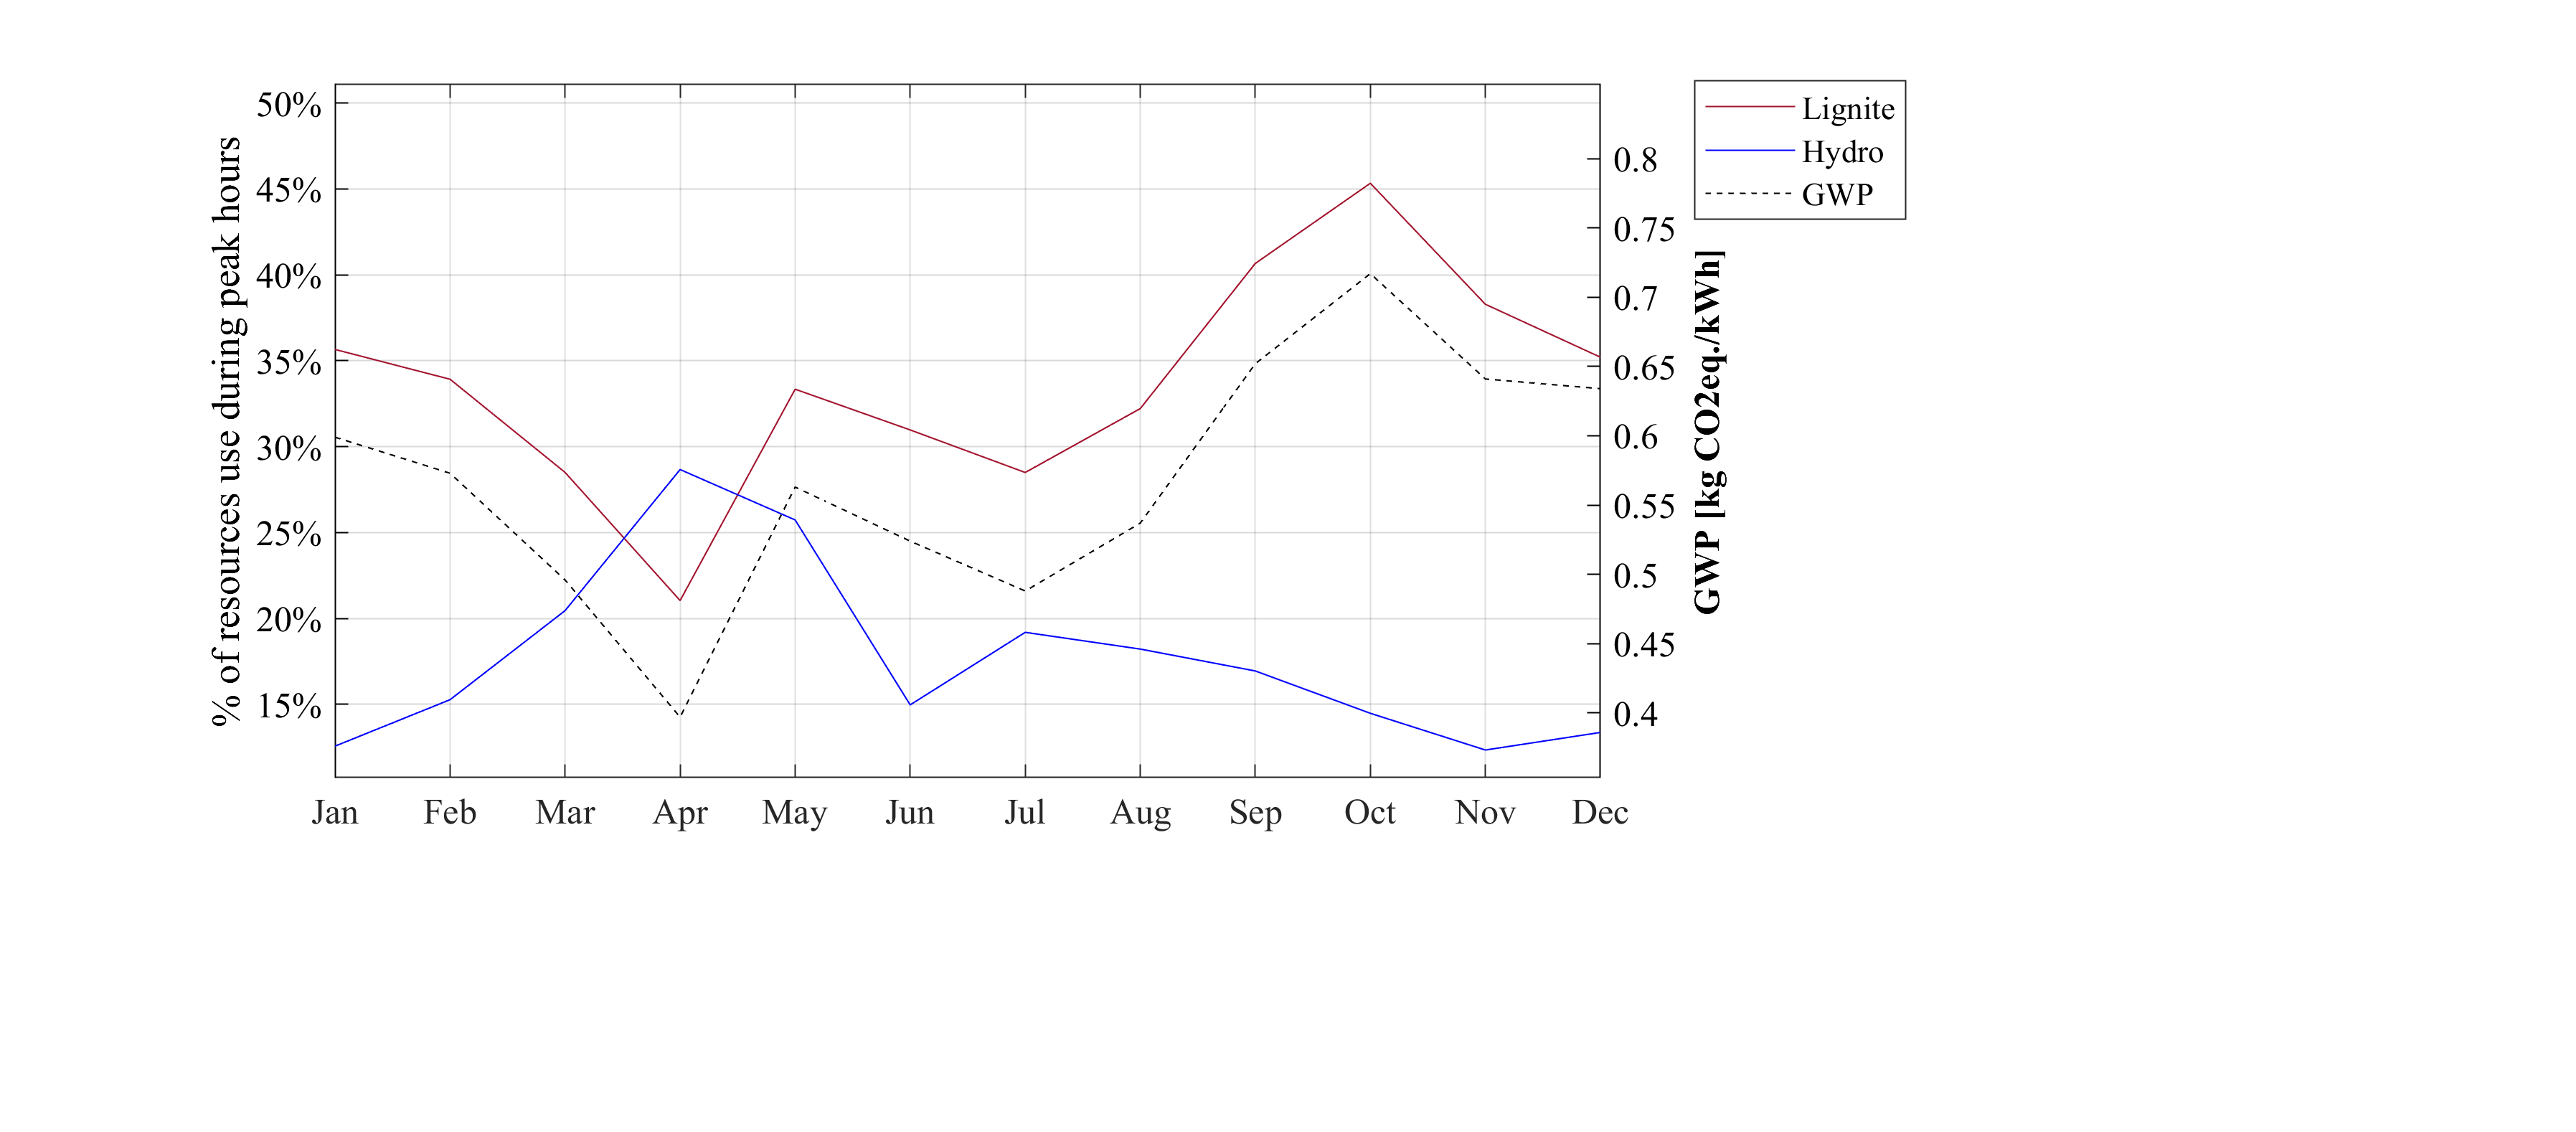 % of resources use during peak hours
50%
45%
40%
35%
30%
25%
20%
15%
Jan Feb Mar Apr May Jun Jul Aug Sep Oct Nov Dec
0.8
0.75
0.7
0.65
0.6
0.55
0.5
0.45
0.4
GWP [kg CO2eq./kWh]
Lignite
Hydro
GWP